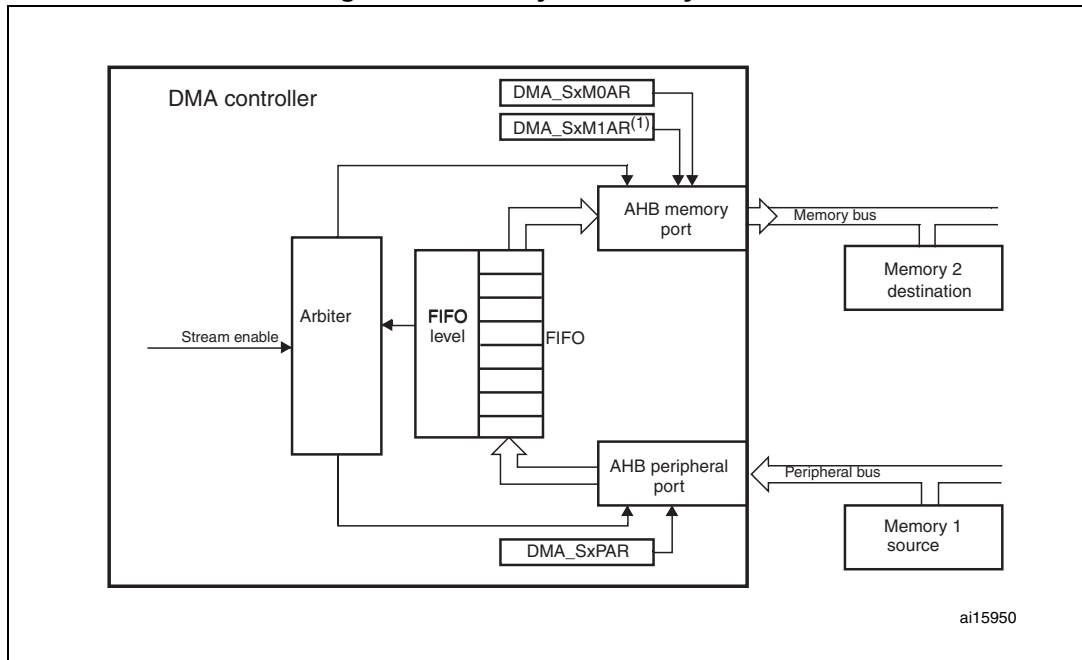 DMA controller
DMA_SxM0AR
DMA_SxM1AR(1)
AHB memory
port
Memory bus
Memory 2
destination
Arbiter
FIFO
level
FIFO
Stream enable
AHB peripheral
port
Peripheral bus
Memory 1
source
DMA_SxPAR
ai15950